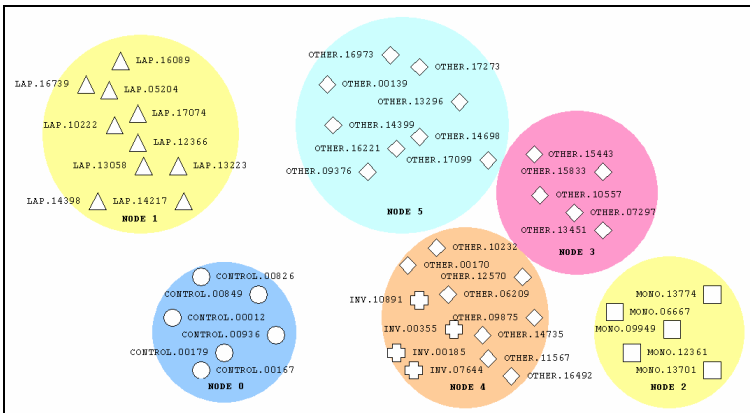 LAP.16089
LAP.16739
LAP.05204
LAP.17074
LAP.10222
LAP.12366
LAP.13058
LAP.13223
LAP.14398
LAP.14217
NODE 1
OTHER.16973
OTHER.17273
OTHER.00139
OTHER.13296
OTHER.14399
OTHER.14698
OTHER.16221
OTHER.17099
OTHER.09376
NODE 5
OTHER.15443
OTHER.15833
OTHER.10557
OTHER.07297
OTHER.13451
NODE 3
CONTROL.00826
CONTROL.00849
CONTROL.00012
CONTROL.00936
CONTROL.00179
CONTROL.00167
NODE 0
OTHER.10232
OTHER.00170
OTHER.12570
INV.10891
OTHER.06209
OTHER.09875
INV.00355
OTHER.14735
INV.00185
OTHER.11567
INV.07644
OTHER.16492
NODE 4
MONO.13774
MONO.06667
MONO.09949
MONO.12361
MONO.13701
NODE 2